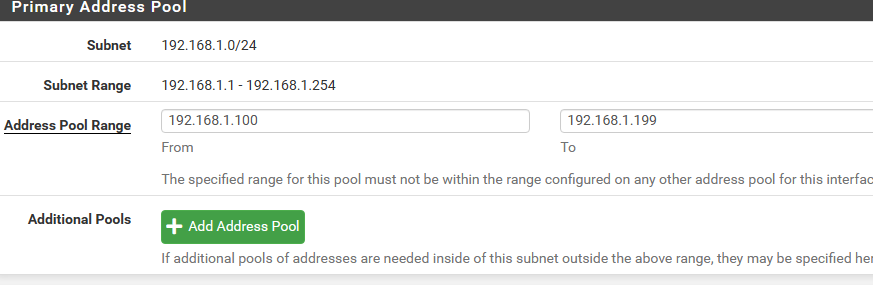 Primary Address Pool
Subnet 192.168.1.0/24
Subnet Range 192.168.1.1 - 192.168.1.254
Address Pool Range 192.168.1.100 192.168.1.199
From To
The specified range for this pool must not be within the range configured on any other address pool for this interfac
Additional Pools + Add Address Pool
If additional pools of addresses are needed inside of this subnet outside the above range, they may be specified her